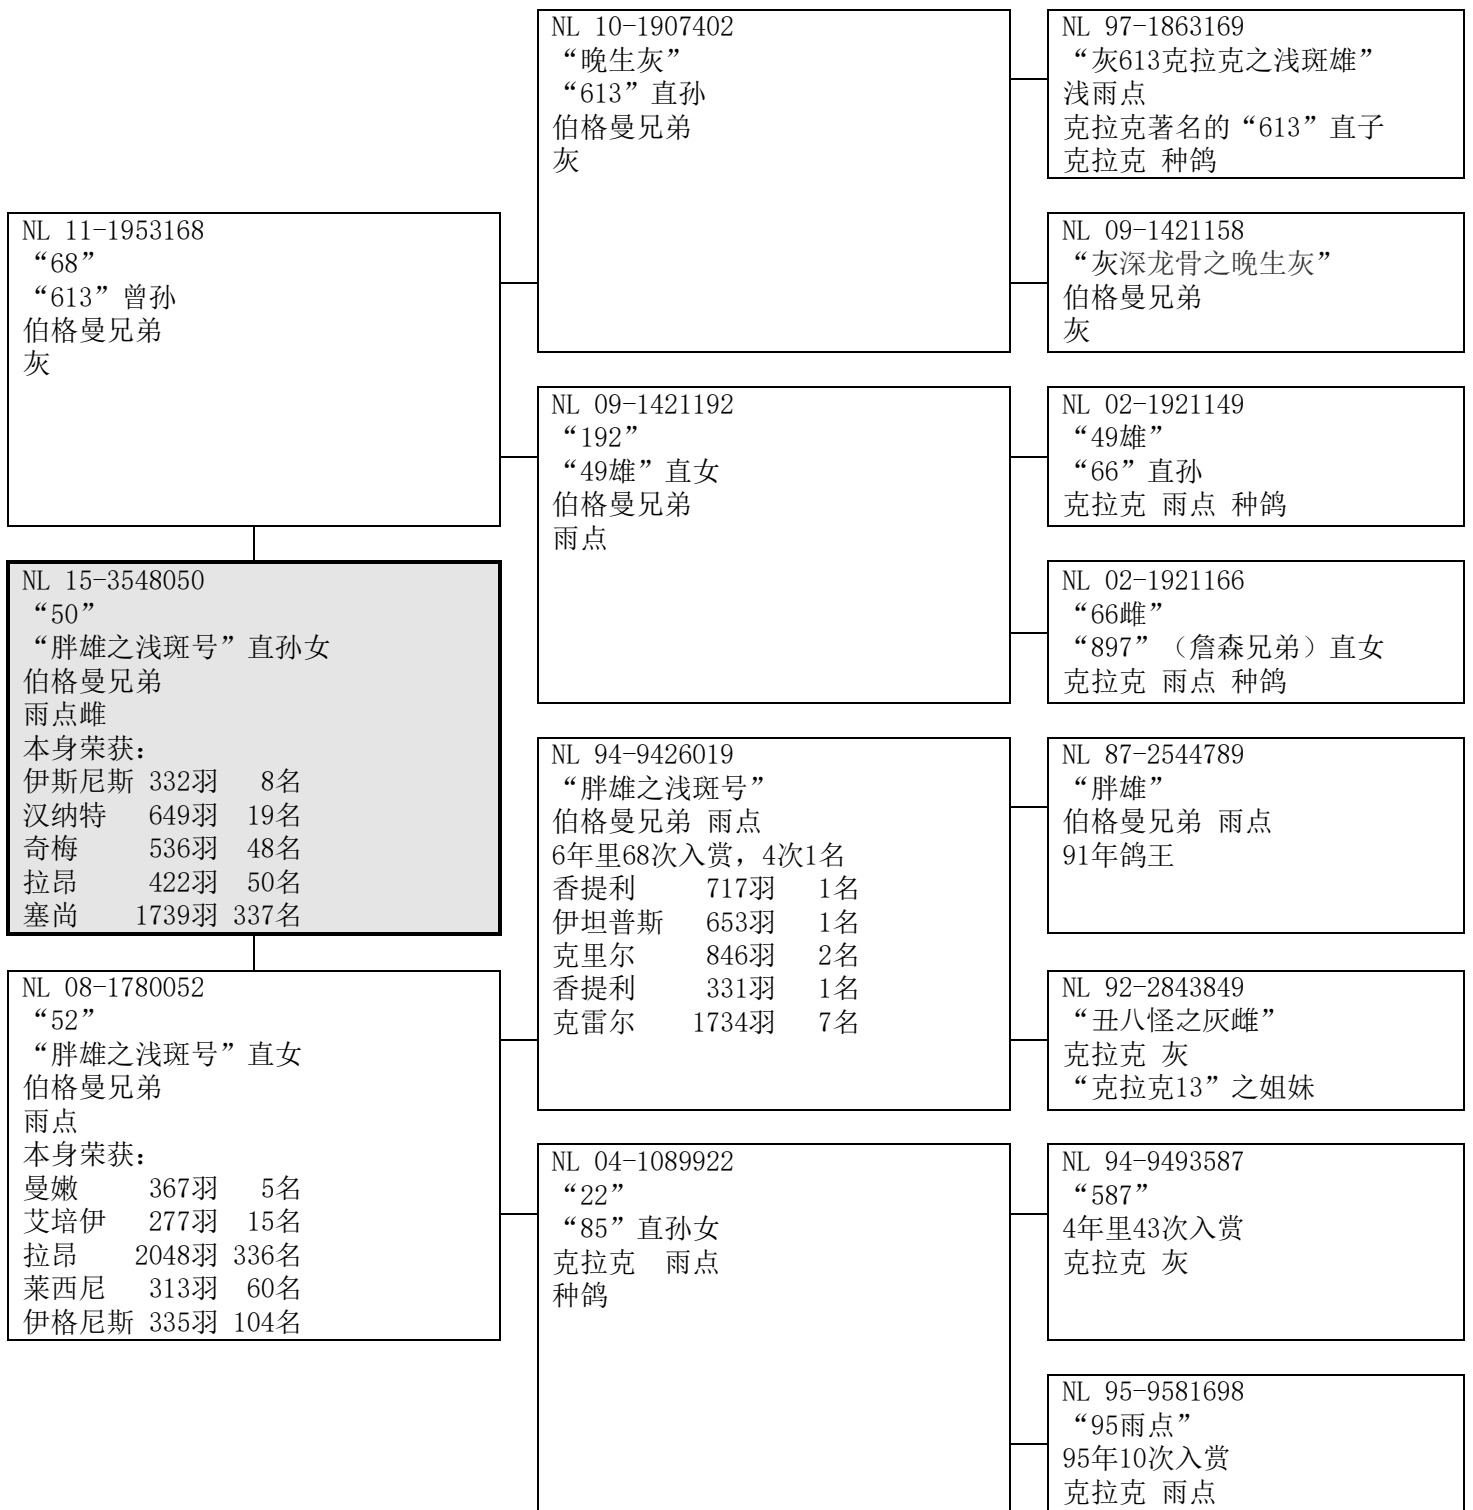 NL 11-1953168
“68”
“613”曾孙
伯格曼兄弟
灰
NL 15-3548050
“50”
“胖雄之浅斑号”直孙女
伯格曼兄弟
雨点雌
本身荣获：
伊斯尼斯 332羽 8名
汉纳特 649羽 19名
奇梅 536羽 48名
拉昂 422羽 50名
塞尚 1739羽 337名
NL 08-1780052
“52”
“胖雄之浅斑号”直女
伯格曼兄弟
雨点
本身荣获：
曼嫩 367羽 5名
艾培伊 277羽 15名
拉昂 2048羽 336名
莱西尼 313羽 60名
伊格尼斯 335羽 104名
NL 10-1907402
“晚生灰”
“613”直孙
伯格曼兄弟
灰
NL 09-1421192
“192”
“49雄”直女
伯格曼兄弟
雨点
NL 94-9426019
“胖雄之浅斑号”
伯格曼兄弟 雨点
6年里68次入赏，4次1名
香提利 717羽 1名
伊坦普斯 653羽 1名
克里尔 846羽 2名
香提利 331羽 1名
克雷尔 1734羽 7名
NL 04-1089922
“22”
“85”直孙女
克拉克 雨点
种鸽
NL 97-1863169
“灰613克拉克之浅斑雄”
浅雨点
克拉克著名的“613”直子
克拉克 种鸽
NL 09-1421158
“灰深龙骨之晚生灰”
伯格曼兄弟
灰
NL 02-1921149
“49雄”
“66”直孙
克拉克 雨点 种鸽
NL 02-1921166
“66雌”
“897”（詹森兄弟）直女
克拉克 雨点 种鸽
NL 87-2544789
“胖雄”
伯格曼兄弟 雨点
91年鸽王
NL 92-2843849
“丑八怪之灰雌”
克拉克 灰
“克拉克13”之姐妹
NL 94-9493587
“587”
4年里43次入赏
克拉克 灰
NL 95-9581698
“95雨点”
95年10次入赏
克拉克 雨点